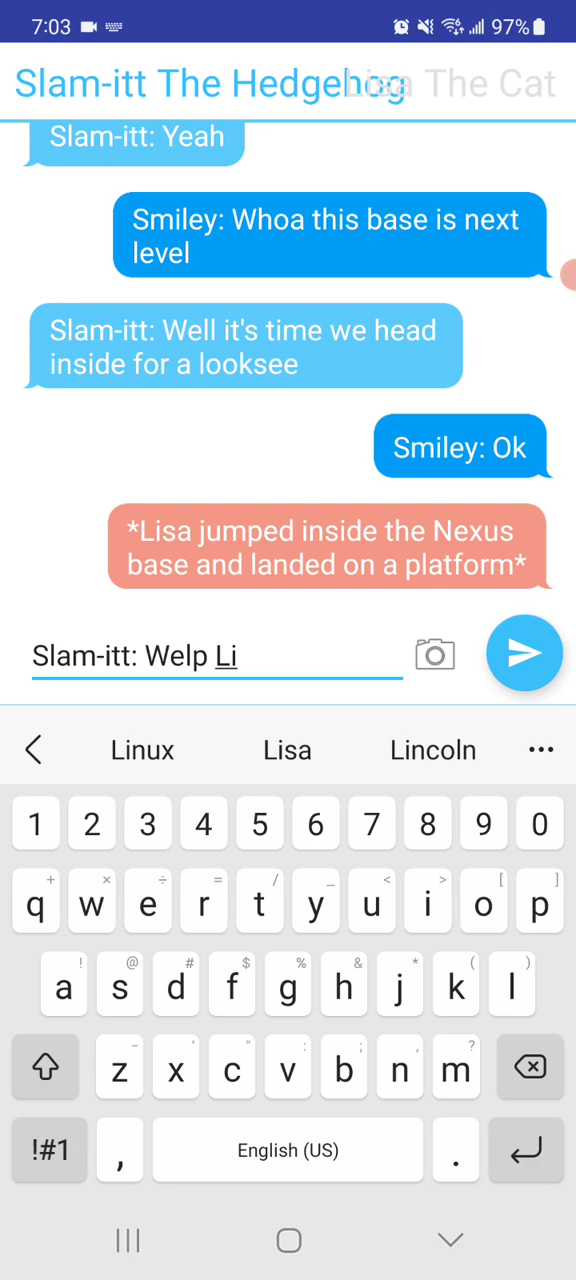 7:03 97%
Slam-itt The Hedgehog Lisa The Cat
Slam-itt: Yeah
Smiley: Whoa this base is next
level
Slam-itt: Well it's time we head
inside for a looksee
Smiley: Ok
*Lisa jumped inside the Nexus
base and landed on a platform*
Slam-itt: Welp Li
Linux Lisa Lincoln
1 2 3 4 5 6 7 8 9 0
+ × ÷ = / _ < > [ ]
q w e r t y u i o p
! @ # $ % & * ( )
a s d f g h j k l
- ' " : ; , ?
z x c v b n m
!#1 , English (US) .